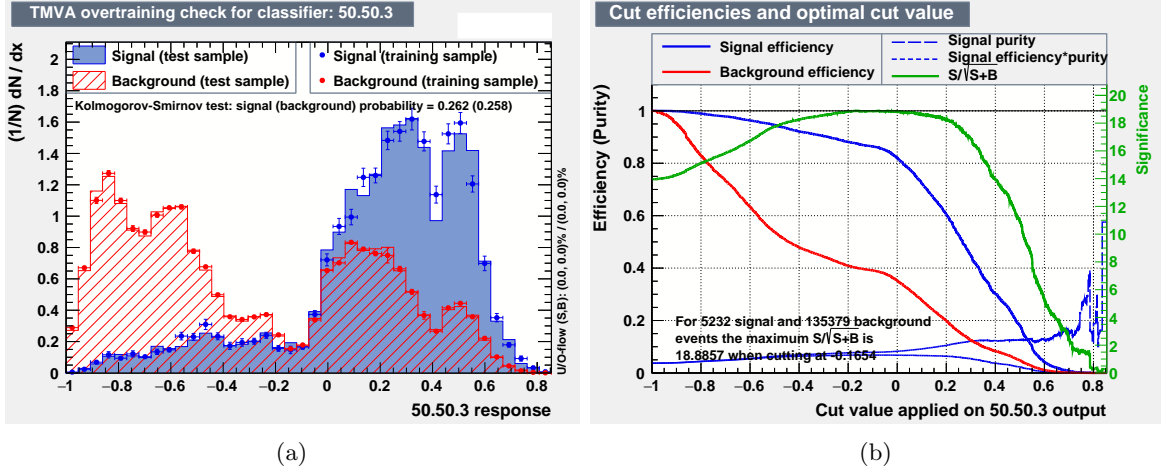 TMVA overtraining check for classifier: 50.50.3
Signal (test sample)
Background (test sample)
Signal (training sample)
Background (training sample)
Kolmogorov-Smirnov test: signal (background) probability = 0.262 (0.258)
(1/N) dN / dx
2
1.8
1.6
1.4
1.2
1
0.8
0.6
0.4
0.2
0
−1 −0.8 −0.6 −0.4 −0.2 0 0.2 0.4 0.6 0.8
50.50.3 response
U/O-flow (S,B): (0.0, 0.0)% / (0.0, 0.0)%
(a)
Cut efficiencies and optimal cut value
Signal efficiency
Background efficiency
Signal purity
Signal efficiency*purity
S/√S+B
Efficiency (Purity)
1
0.8
0.6
0.4
0.2
0
For 5232 signal and 135379 background
events the maximum S/√S+B is
18.8857 when cutting at -0.1654
−1 −0.8 −0.6 −0.4 −0.2 0 0.2 0.4 0.6 0.8
Cut value applied on 50.50.3 output
20
18
16
14
12
10
8
6
4
2
0
Significance
(b)